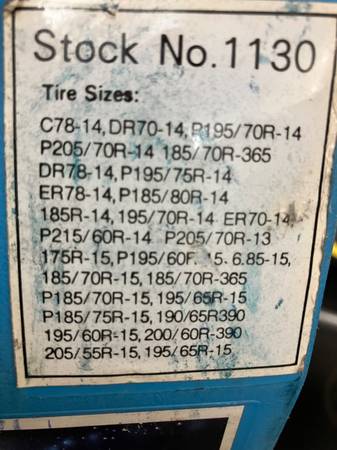 Stock No. 1130
Tire Sizes:
C78-14, DR70-14, P195/70R-14
P205/70R-14 185/70R-365
DR78-14, P195/75R-14
ER78-14, P185/80R-14
185R-14, 195/70R-14 ER70-14,
P215/60R-14 P205/70R-13
175R-15, 6.85-15,
185/70R-15, 185/70R-365
P185/70R-15, 195/65R-15
P185/75R-15, 190/65R390
195/60R-15, 200/60R-390
205/55R-15, 195/65R-15